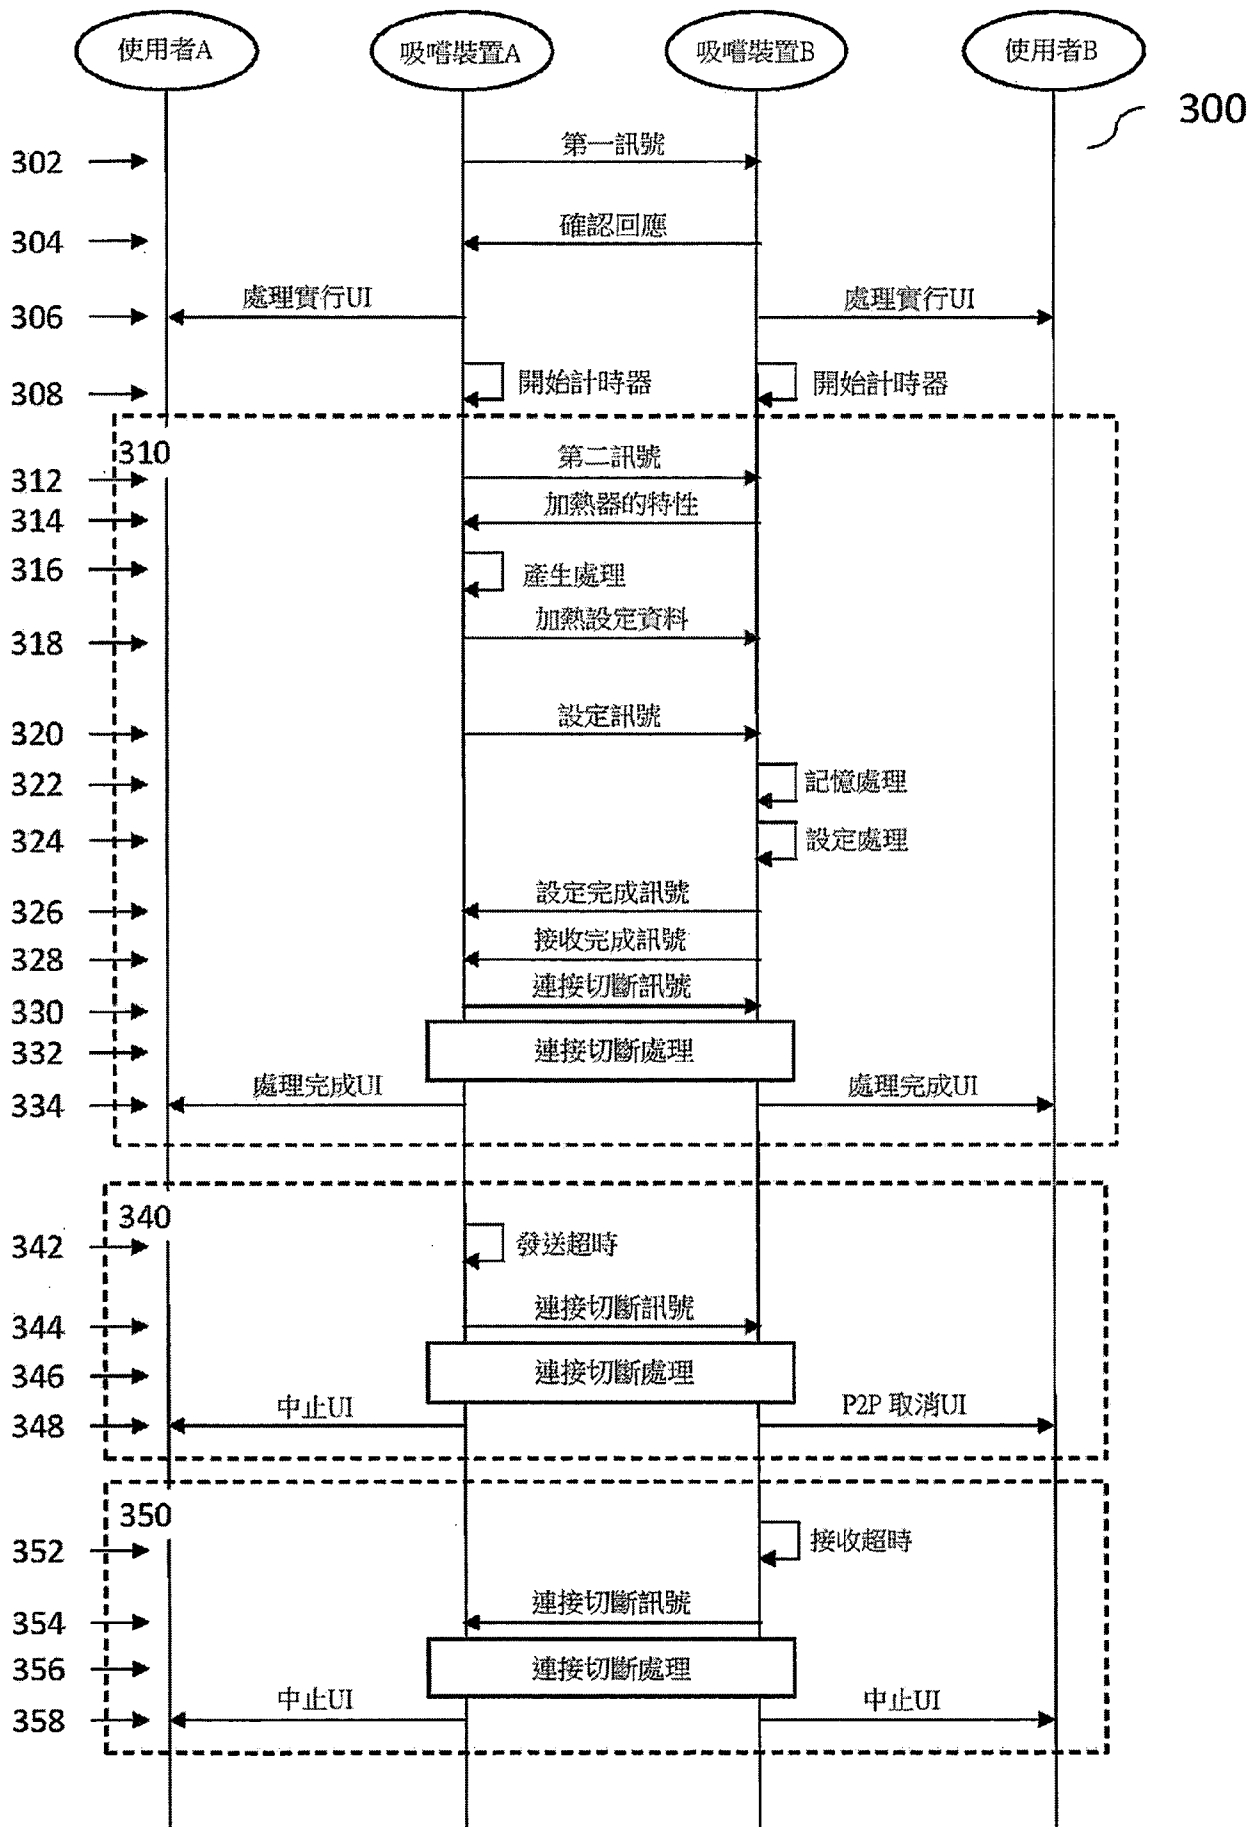 使用者A 吸嚐裝置A 吸嚐裝置B 使用者B
300
302 第一訊號
304 確認回應
306 處理實行UI 處理實行UI
308 開始計時器 開始計時器
310
312 第二訊號
314 加熱器的特性
316 產生處理
318 加熱設定資料
320 設定訊號
322 記憶處理
324 設定處理
326 設定完成訊號
328 接收完成訊號
330 連接切斷訊號
332 連接切斷處理
334 處理完成UI 處理完成UI
340
342 發送超時
344 連接切斷訊號
346 連接切斷處理
348 中止UI P2P 取消UI
350
352 接收超時
354 連接切斷訊號
356 連接切斷處理
358 中止UI 中止UI